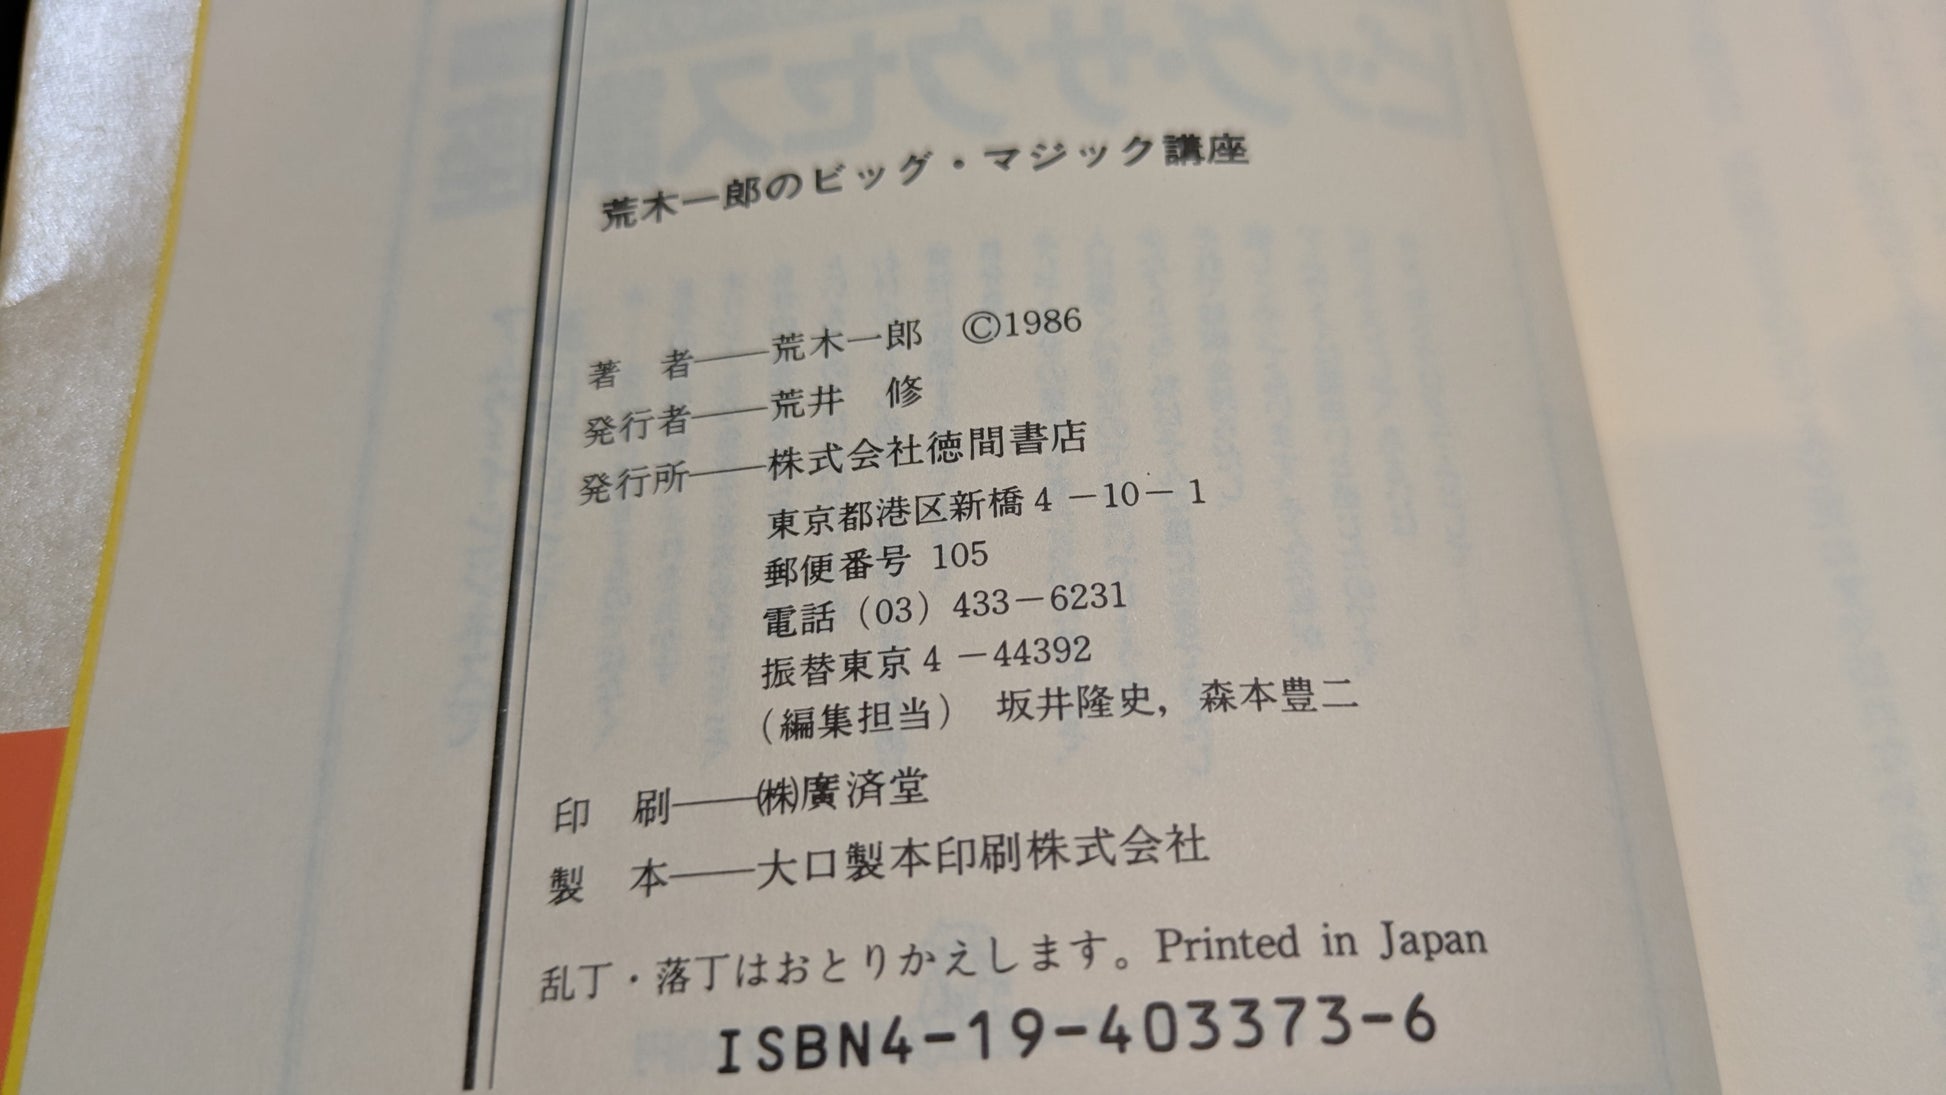 荒木一郎のビッグ・マジック講座
著　者――荒木一郎　©1986
発行者――荒井　修
発行所――株式会社徳間書店
東京都港区新橋4－10－1
郵便番号 105
電話（03）433－6231
振替東京4－44392
（編集担当）　坂井隆史，森本豊二
印　刷――㈱廣済堂
製　本――大口製本印刷株式会社
乱丁・落丁はおとりかえします。Printed in Japan
ISBN4-19-403373-6